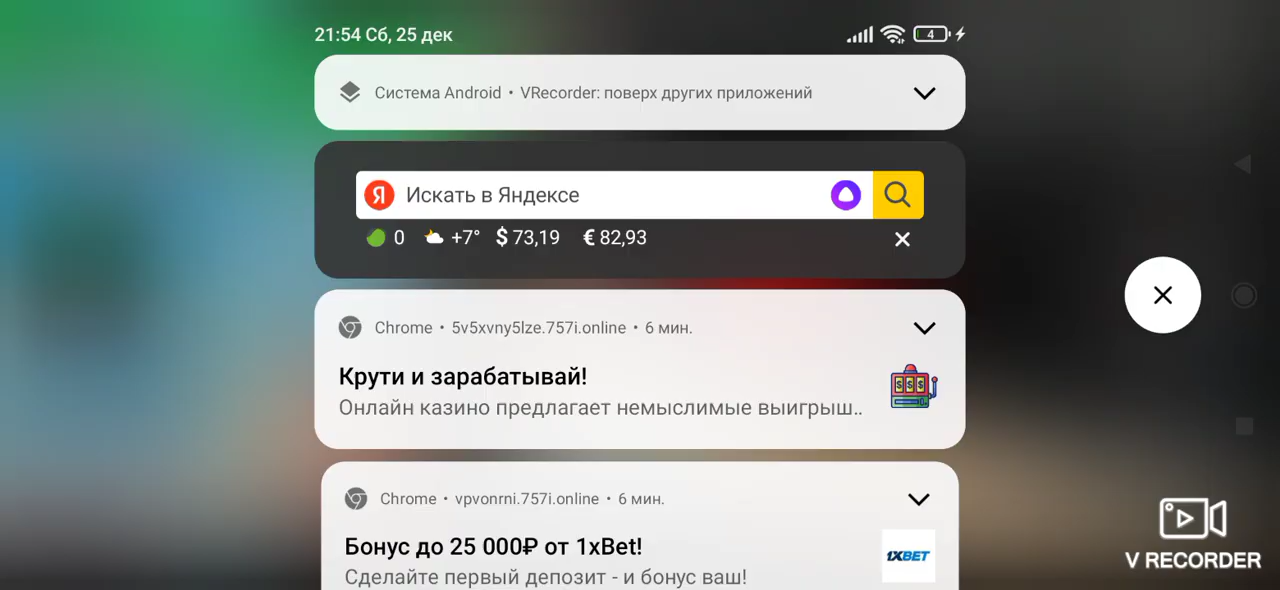 21:54 Сб, 25 дек
4
Система Android • VRecorder: поверх других приложений
Я Искать в Яндексе
0 +7° $ 73,19 € 82,93
Chrome • 5v5xvny5lze.757i.online • 6 мин.
Крути и зарабатывай!
Онлайн казино предлагает немыслимые выигрыш..
$ $ $
Chrome • vpvonrni.757i.online • 6 мин.
Бонус до 25 000₽ от 1xBet!
Сделайте первый депозит - и бонус ваш!
1XBET
V RECORDER